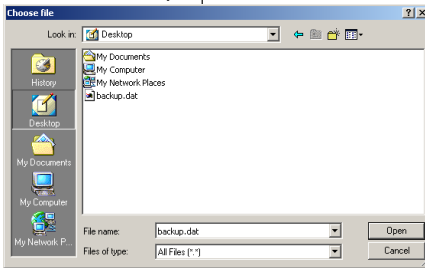 Choose file
Look in: Desktop
History
Desktop
My Documents
My Computer
My Network P...
My Documents
My Computer
My Network Places
backup.dat
File name: backup.dat Open
Files of type: All Files (*.*) Cancel